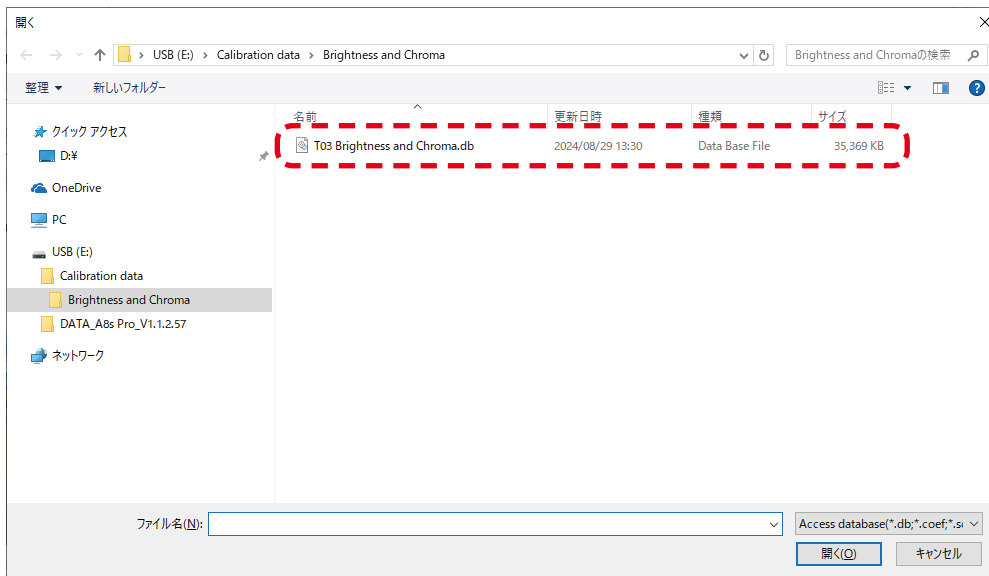 開く
USB (E:) › Calibration data › Brightness and Chroma
Brightness and Chromaの検索
整理 新しいフォルダー
名前 更新日時 種類 サイズ
T03 Brightness and Chroma.db 2024/08/29 13:30 Data Base File 35,369 KB
クイック アクセス
D:¥
OneDrive
PC
USB (E:)
Calibration data
Brightness and Chroma
DATA_A8s Pro_V1.1.2.57
ネットワーク
ファイル名(N):
Access database(*.db;*.coef;*.s
開く(O) キャンセル